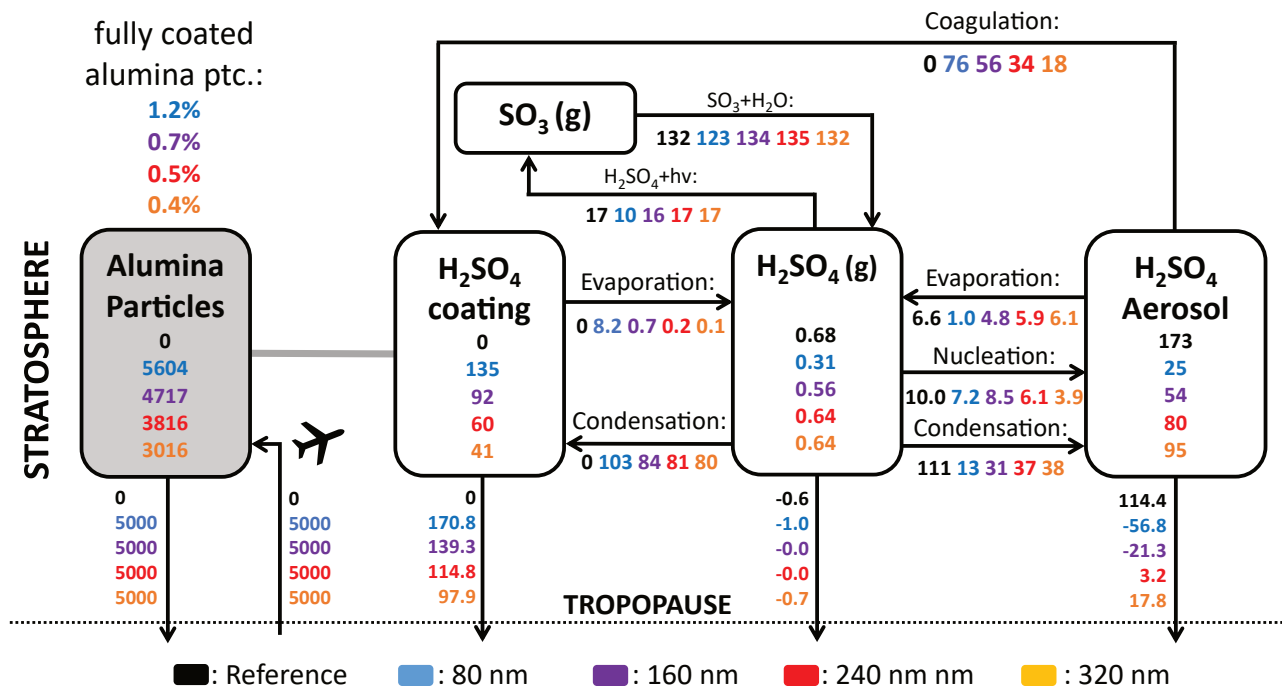 fully coated
alumina ptc.:
1.2%
0.7%
0.5%
0.4%
Coagulation:
0 76 56 34 18
SO₃ (g)
SO₃+H₂O:
132 123 134 135 132
H₂SO₄+hv:
17 10 16 17 17
STRATOSPHERE
Alumina
Particles
0
5604
4717
3816
3016
H₂SO₄
coating
0
135
92
60
41
Evaporation:
0 8.2 0.7 0.2 0.1
Condensation:
0 103 84 81 80
H₂SO₄ (g)
0.68
0.31
0.56
0.64
0.64
Evaporation:
6.6 1.0 4.8 5.9 6.1
Nucleation:
10.0 7.2 8.5 6.1 3.9
Condensation:
111 13 31 37 38
H₂SO₄
Aerosol
173
25
54
80
95
0
5000
5000
5000
5000
0
5000
5000
5000
5000
0
170.8
139.3
114.8
97.9
-0.6
-1.0
-0.0
-0.0
-0.7
114.4
-56.8
-21.3
3.2
17.8
TROPOPAUSE
: Reference : 80 nm : 160 nm : 240 nm nm : 320 nm